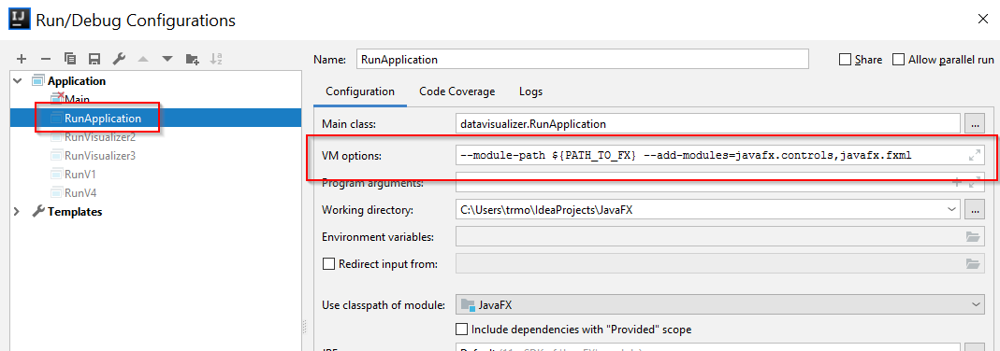 IJ Run/Debug Configurations
Name: RunApplication Share Allow parallel run
Application
Main
RunApplication
RunVisualizer2
RunVisualizer3
RunV1
RunV4
Templates
Configuration Code Coverage Logs
Main class: datavisualizer.RunApplication ...
VM options: --module-path ${PATH_TO_FX} --add-modules=javafx.controls,javafx.fxml
Program arguments:
Working directory: C:\Users\trmo\IdeaProjects\JavaFX ...
Environment variables:
Redirect input from:
Use classpath of module: JavaFX
Include dependencies with "Provided" scope